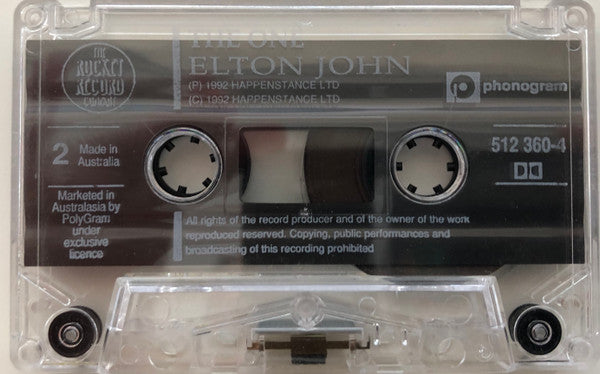 THE ONE
ELTON JOHN
(P) 1992 HAPPENSTANCE LTD
(C) 1992 HAPPENSTANCE LTD
THE
ROCKET
RECORD
COMPANY
phonogram
2 Made in
Australia
512 360-4
Marketed in
Australasia by
PolyGram
under
exclusive
licence
All rights of the record producer and of the owner of the work
reproduced reserved. Copying, public performances and
broadcasting of this recording prohibited